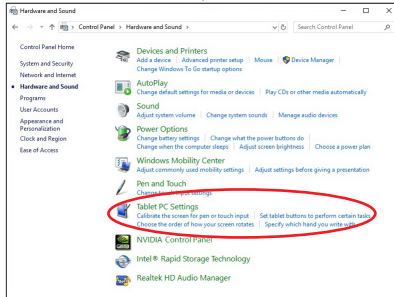 Hardware and Sound
Control Panel > Hardware and Sound >
Search Control Panel
Control Panel Home
System and Security
Network and Internet
Hardware and Sound
Programs
User Accounts
Appearance and
Personalization
Clock and Region
Ease of Access
Devices and Printers
Add a device | Advanced printer setup | Mouse | Device Manager
Change Windows To Go startup options
AutoPlay
Change default settings for media or devices | Play CDs or other media automatically
Sound
Adjust system volume | Change system sounds | Manage audio devices
Power Options
Change battery settings | Change what the power buttons do
Change when the computer sleeps | Adjust screen brightness | Choose a power plan
Windows Mobility Center
Adjust commonly used mobility settings | Adjust settings before giving a presentation
Pen and Touch
Change touch input settings
Tablet PC Settings
Calibrate the screen for pen or touch input | Set tablet buttons to perform certain tasks
Choose the order of how your screen rotates | Specify which hand you write with
NVIDIA Control Panel
Intel® Rapid Storage Technology
Realtek HD Audio Manager